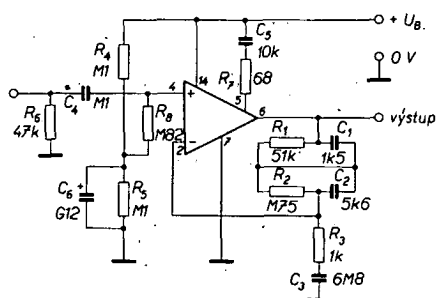 + U_B
C5
10k
R4
M1
14
R7
68
0 V
C4
M1
4
+
5
6
výstup
R6
47k
R8
M82
−
2
7
R1
51k
C1
1k5
R2
M75
C2
5k6
C6
+
G12
R5
M1
R3
1k
C3
6M8